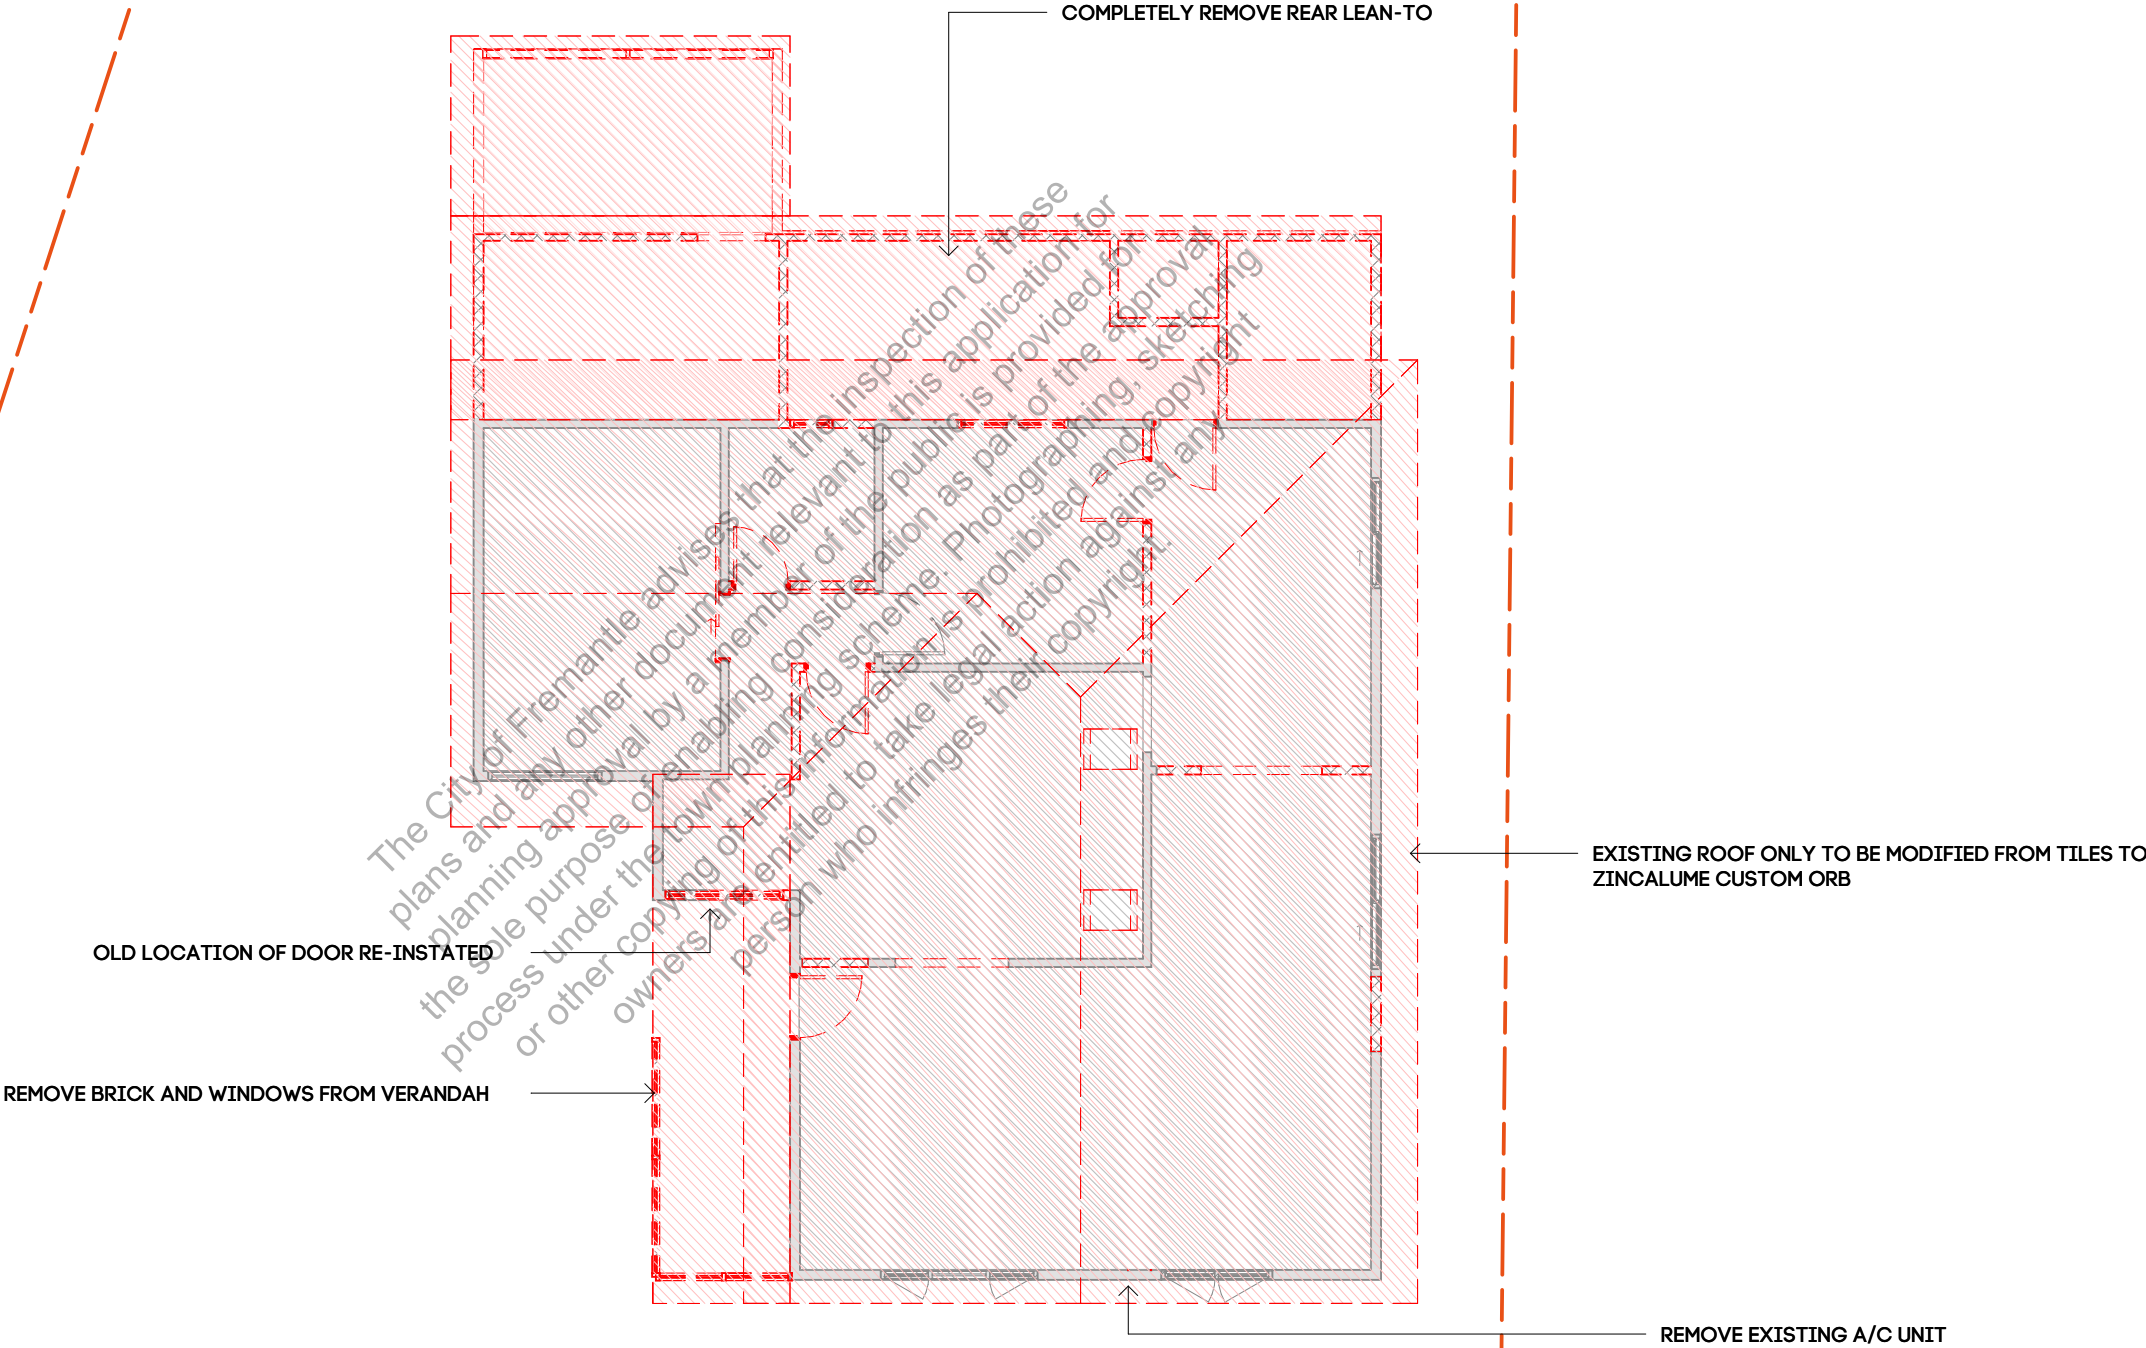 COMPLETELY REMOVE REAR LEAN-TO
The City of Fremantle advises that the inspection of these
plans and any other document relevant to this application for
planning approval by a member of the public is provided for
the sole purpose of enabling consideration as part of the approval
process under the town planning scheme. Photographing, sketching
or other copying of this information is prohibited and copyright
owners are entitled to take legal action against any
person who infringes their copyright.
EXISTING ROOF ONLY TO BE MODIFIED FROM TILES TO
ZINCALUME CUSTOM ORB
OLD LOCATION OF DOOR RE-INSTATED
REMOVE BRICK AND WINDOWS FROM VERANDAH
REMOVE EXISTING A/C UNIT